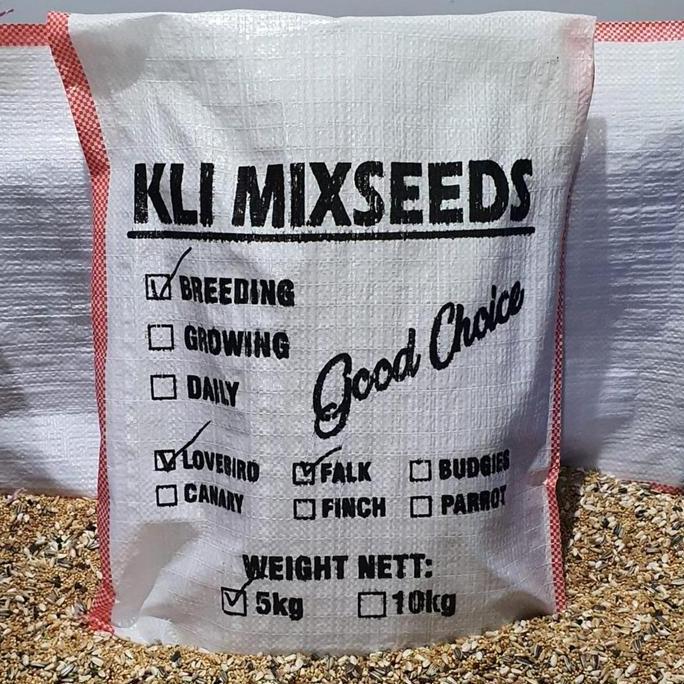 KLI MIXSEEDS
BREEDING
GROWING
DAILY
Good Choice
LOVEBIRD FALK BUDGIES
CANARY FINCH PARROT
WEIGHT NETT:
5kg 10kg